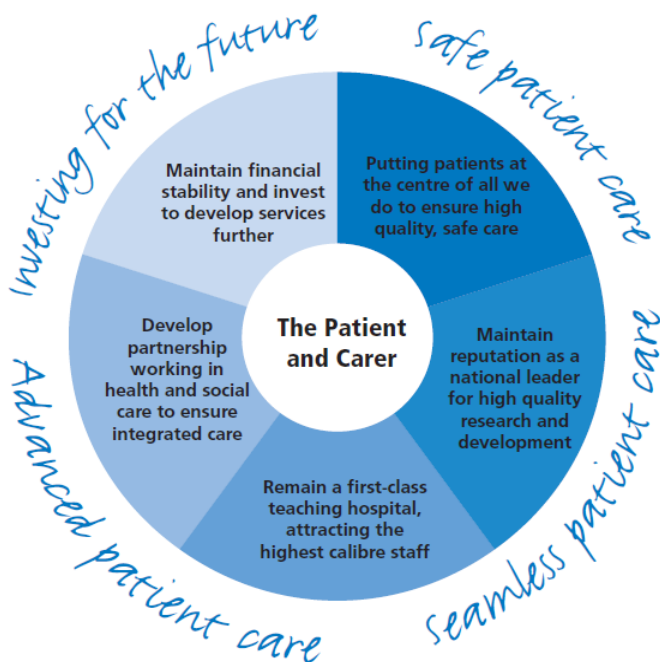 Investing for the future
Safe patient care
Maintain financial
stability and invest
to develop services
further
Putting patients at
the centre of all we
do to ensure high
quality, safe care
The Patient
and Carer
Develop
partnership
working in
health and social
care to ensure
integrated care
Maintain
reputation as a
national leader
for high quality
research and
development
Remain a first-class
teaching hospital,
attracting the
highest calibre staff
Advanced patient care
Seamless patient care